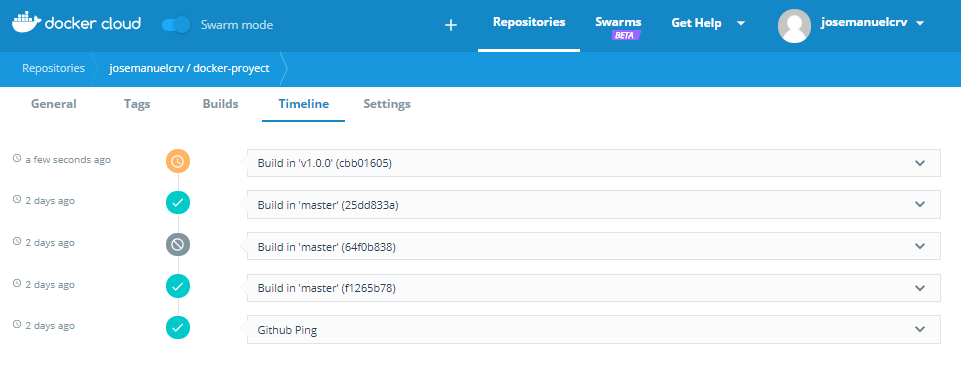 docker cloud Swarm mode + Repositories Swarms Get Help josemanuelcrv
BETA
Repositories josemanuelcrv / docker-proyect
General Tags Builds Timeline Settings
a few seconds ago Build in 'v1.0.0' (cbb01605)
2 days ago Build in 'master' (25dd833a)
2 days ago Build in 'master' (64f0b838)
2 days ago Build in 'master' (f1265b78)
2 days ago Github Ping